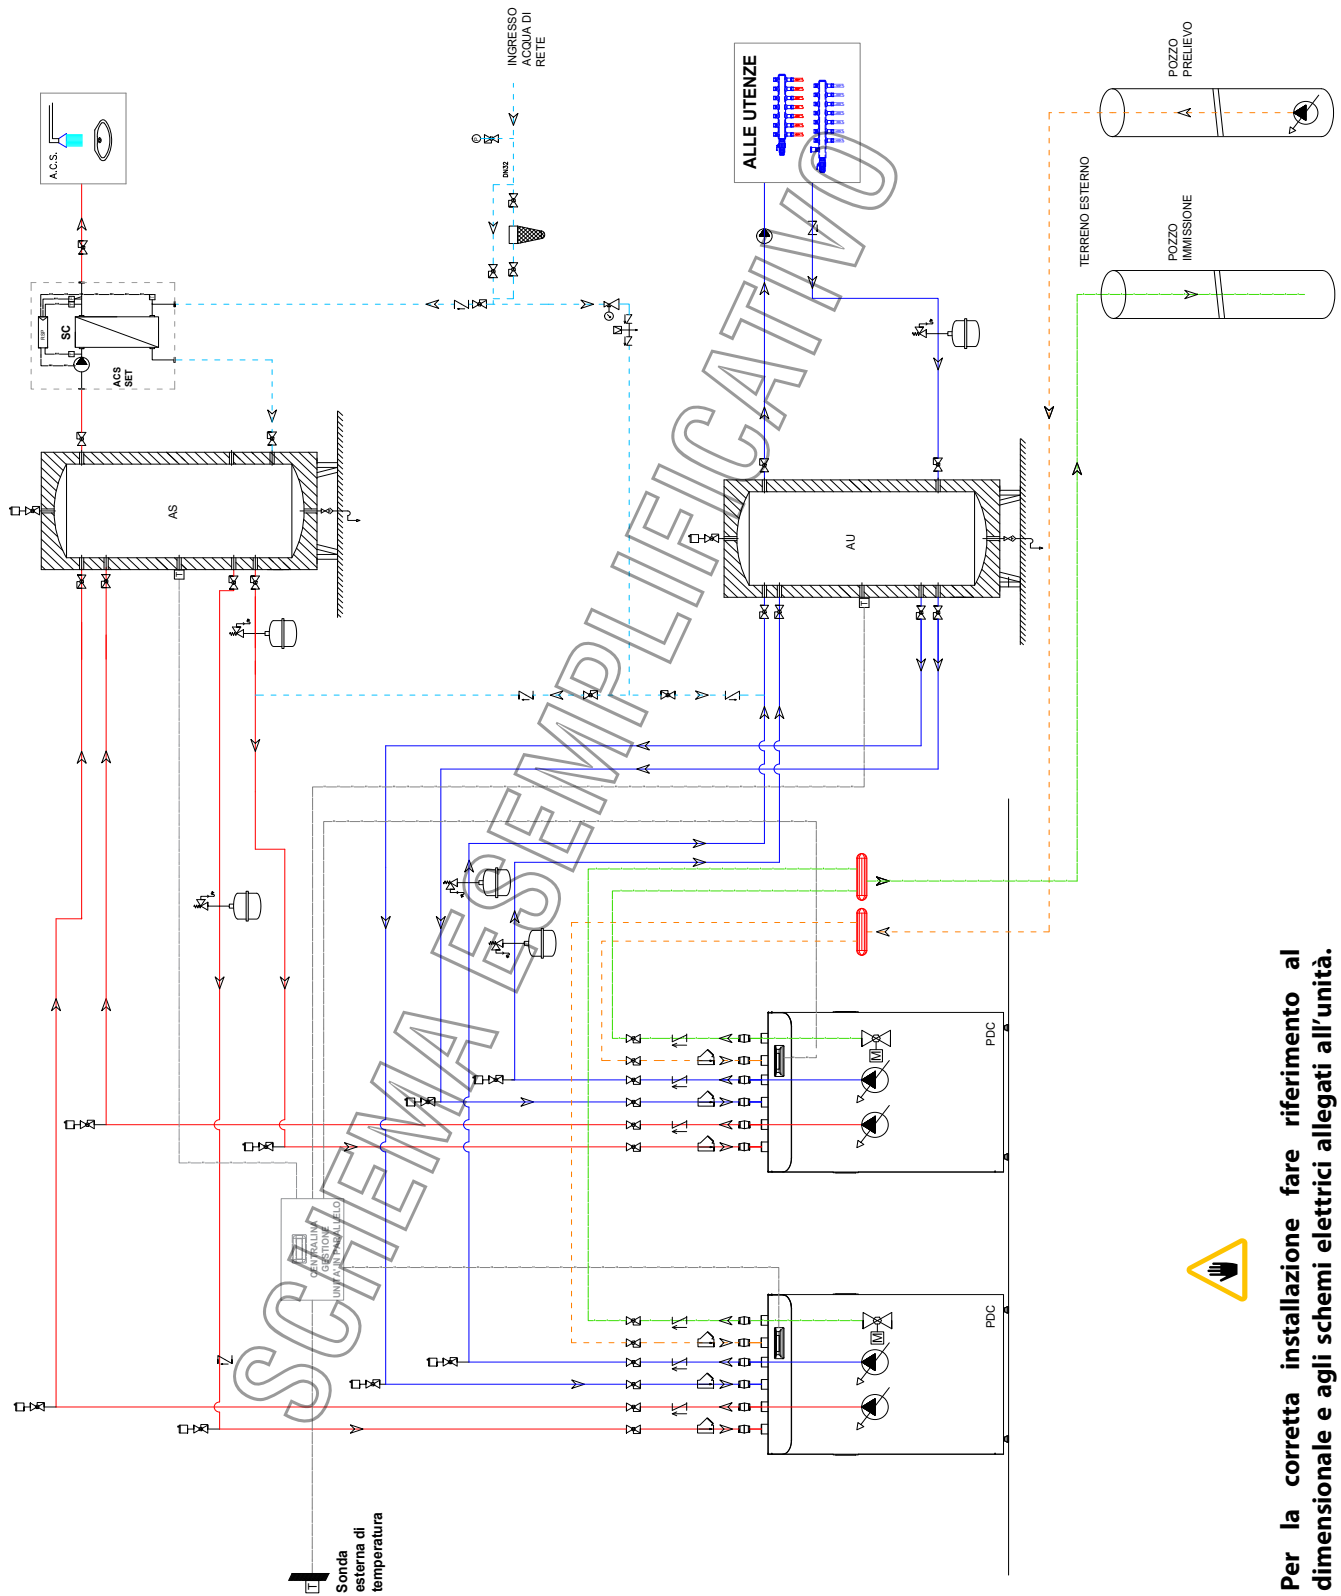 A.C.S.
RISP
SC
ACS
SET
AS
INGRESSO
ACQUA DI
RETE
P
DN32
M
ALLE UTENZE
AU
T
T
TERRENO ESTERNO
POZZO
PRELIEVO
POZZO
IMMISSIONE
SCHEMA ESEMPLIFICATIVO
CENTRALINA
GESTIONE
UNITA' IN PARALLELO
PDC
M
PDC
M
T
Sonda
esterna di
temperatura
Per la corretta installazione fare riferimento al
dimensionale e agli schemi elettrici allegati all'unità.